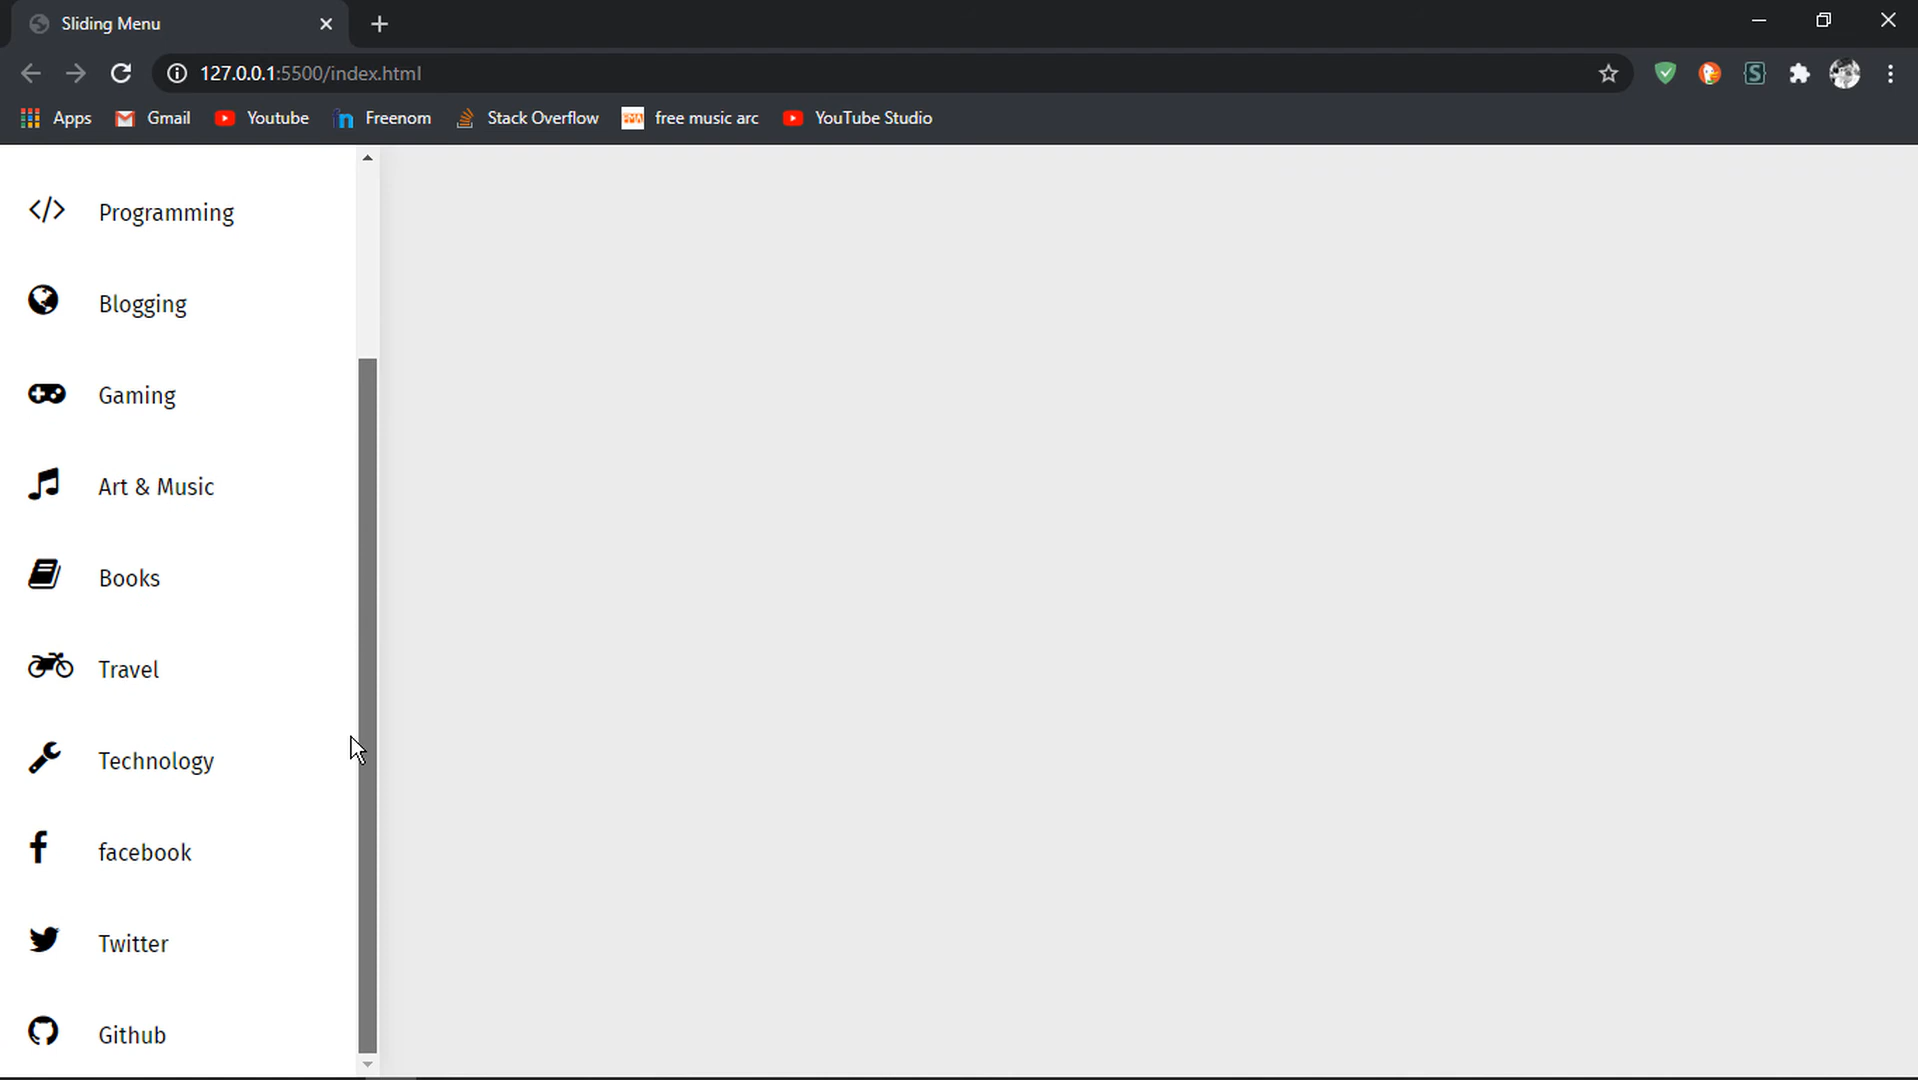 Sliding Menu
127.0.0.1:5500/index.html
Apps Gmail Youtube Freenom Stack Overflow free music arc YouTube Studio
Programming
Blogging
Gaming
Art & Music
Books
Travel
Technology
facebook
Twitter
Github